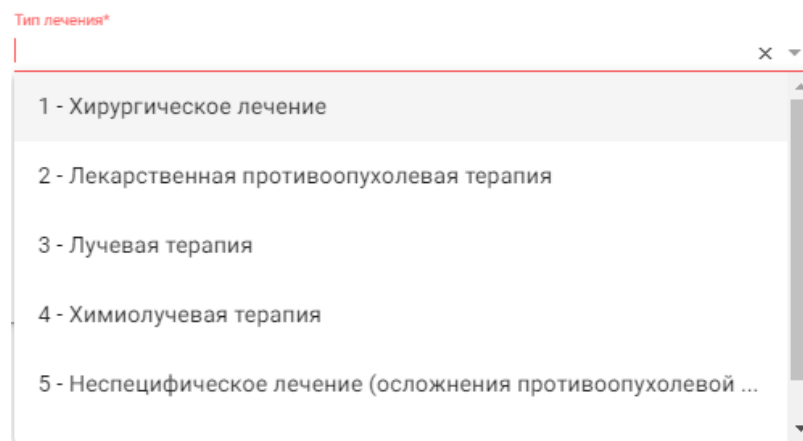 Тип лечения*
1 - Хирургическое лечение
2 - Лекарственная противоопухолевая терапия
3 - Лучевая терапия
4 - Химиолучевая терапия
5 - Неспецифическое лечение (осложнения противоопухолевой ...